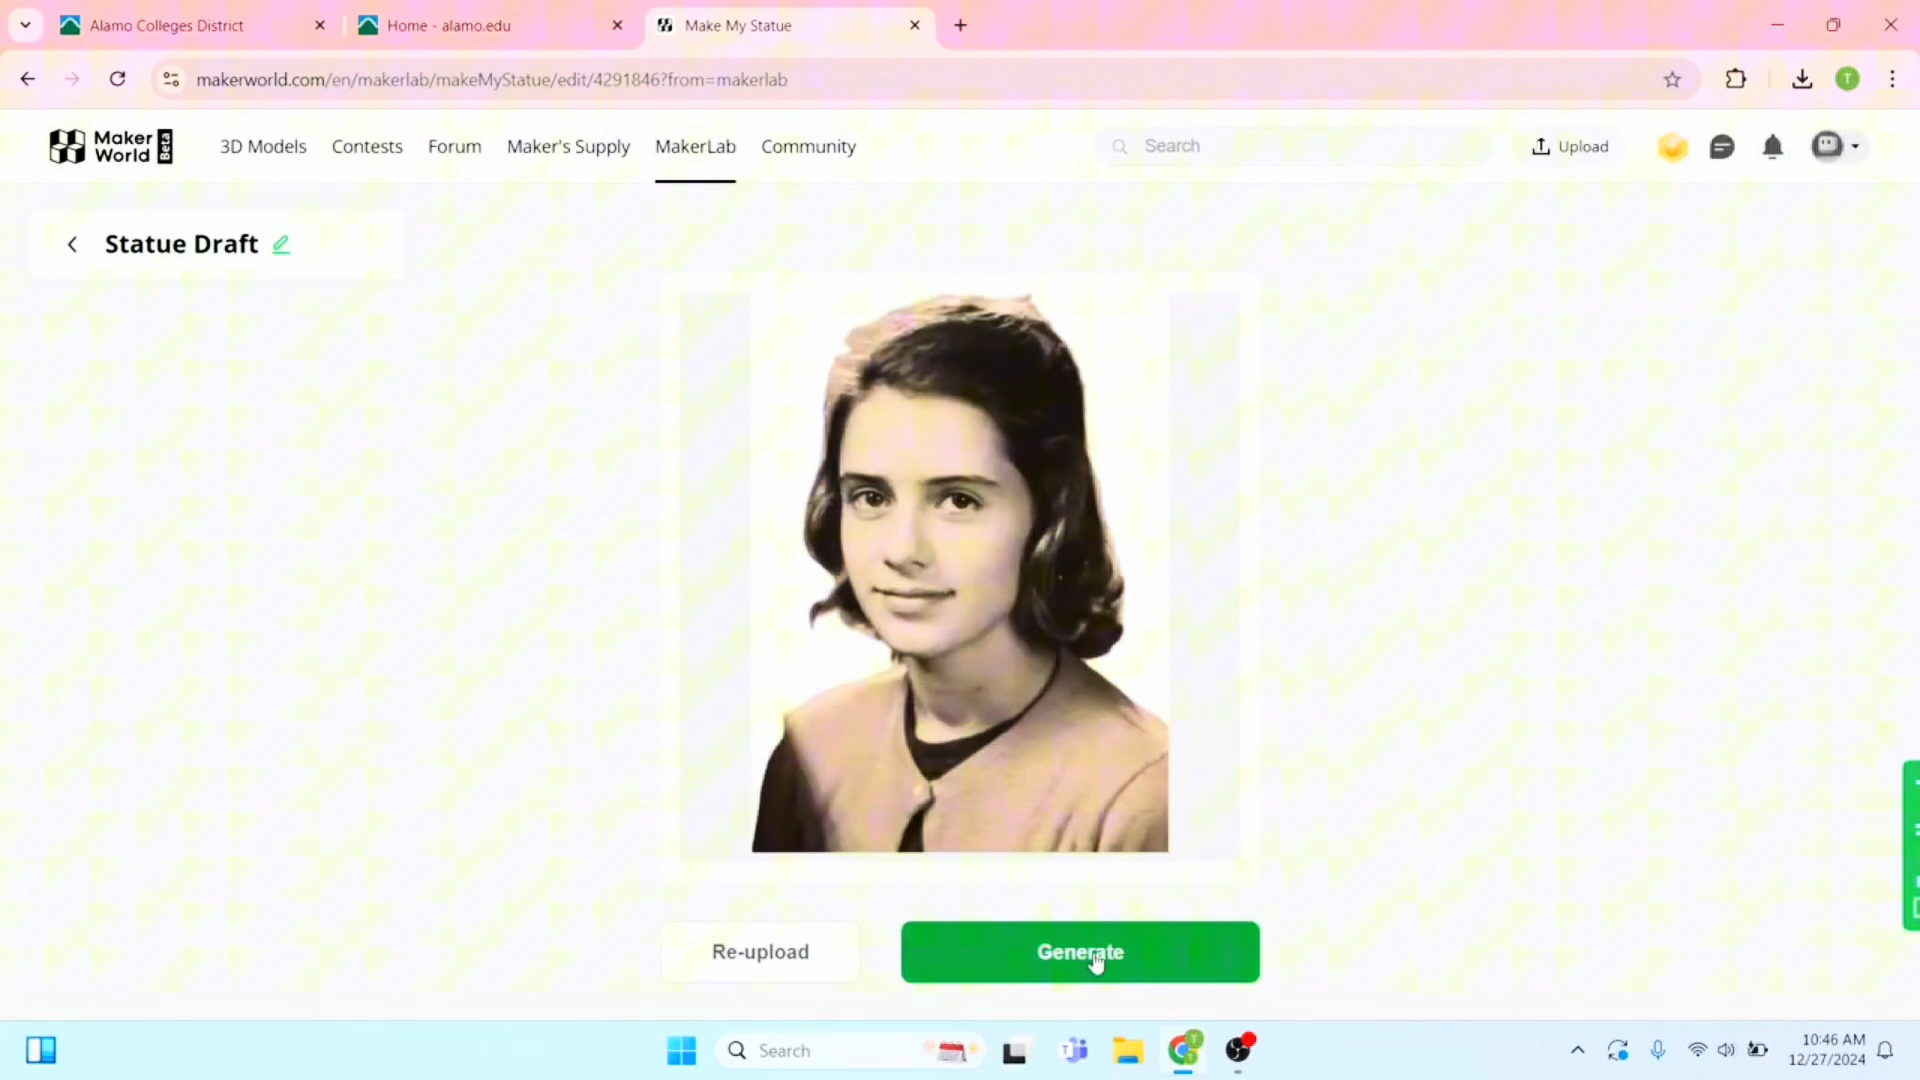 Alamo Colleges District
Home - alamo.edu
Make My Statue
makerworld.com/en/makerlab/makeMyStatue/edit/4291846?from=makerlab
T
Maker World Beta
3D Models
Contests
Forum
Maker's Supply
MakerLab
Community
Search
Upload
Statue Draft
Re-upload
Generate
Search
10:46 AM
12/27/2024